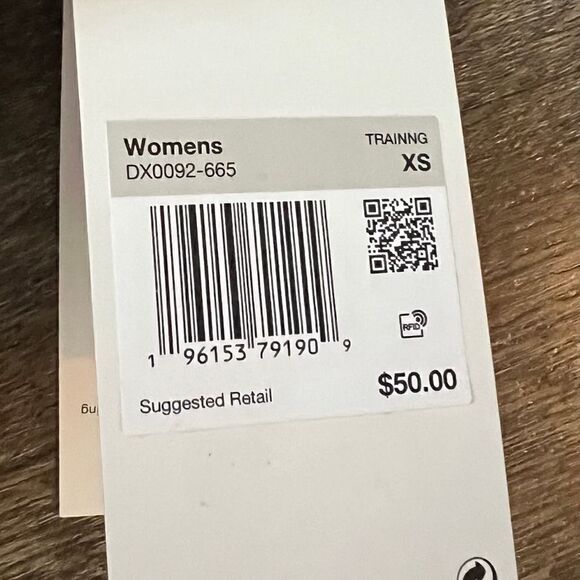 Womens TRAINNG
DX0092-665 XS
RFID
1 96153 79190 9
Suggested Retail $50.00